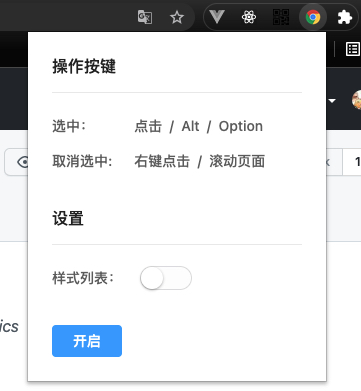 操作按键
选中：
点击 / Alt / Option
取消选中：
右键点击 / 滚动页面
设置
样式列表：
开启
ics
1